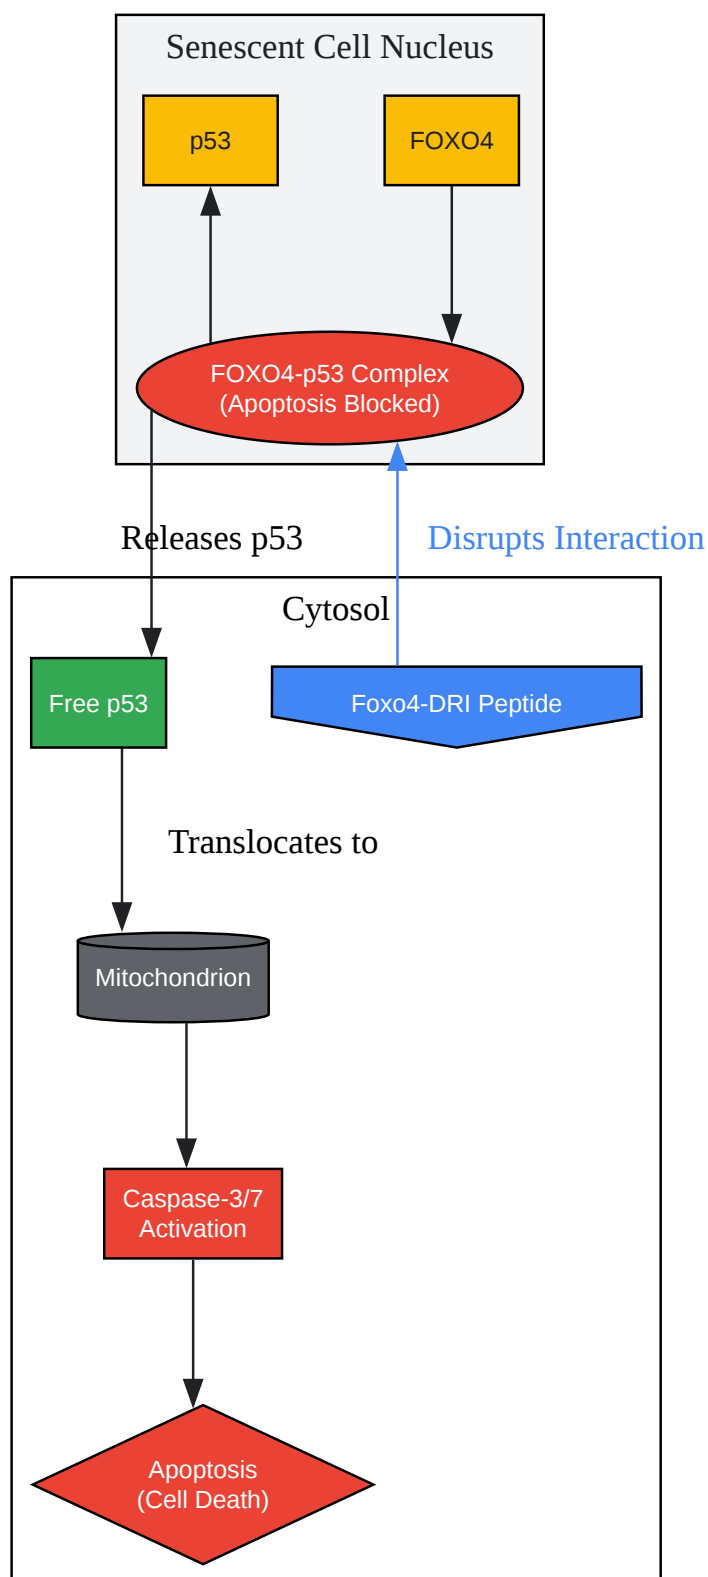 Senescent Cell Nucleus
p53
FOXO4
FOXO4-p53 Complex
(Apoptosis Blocked)
Releases p53
Disrupts Interaction
Cytosol
Free p53
Foxo4-DRI Peptide
Translocates to
Mitochondrion
Caspase-3/7
Activation
Apoptosis
(Cell Death)